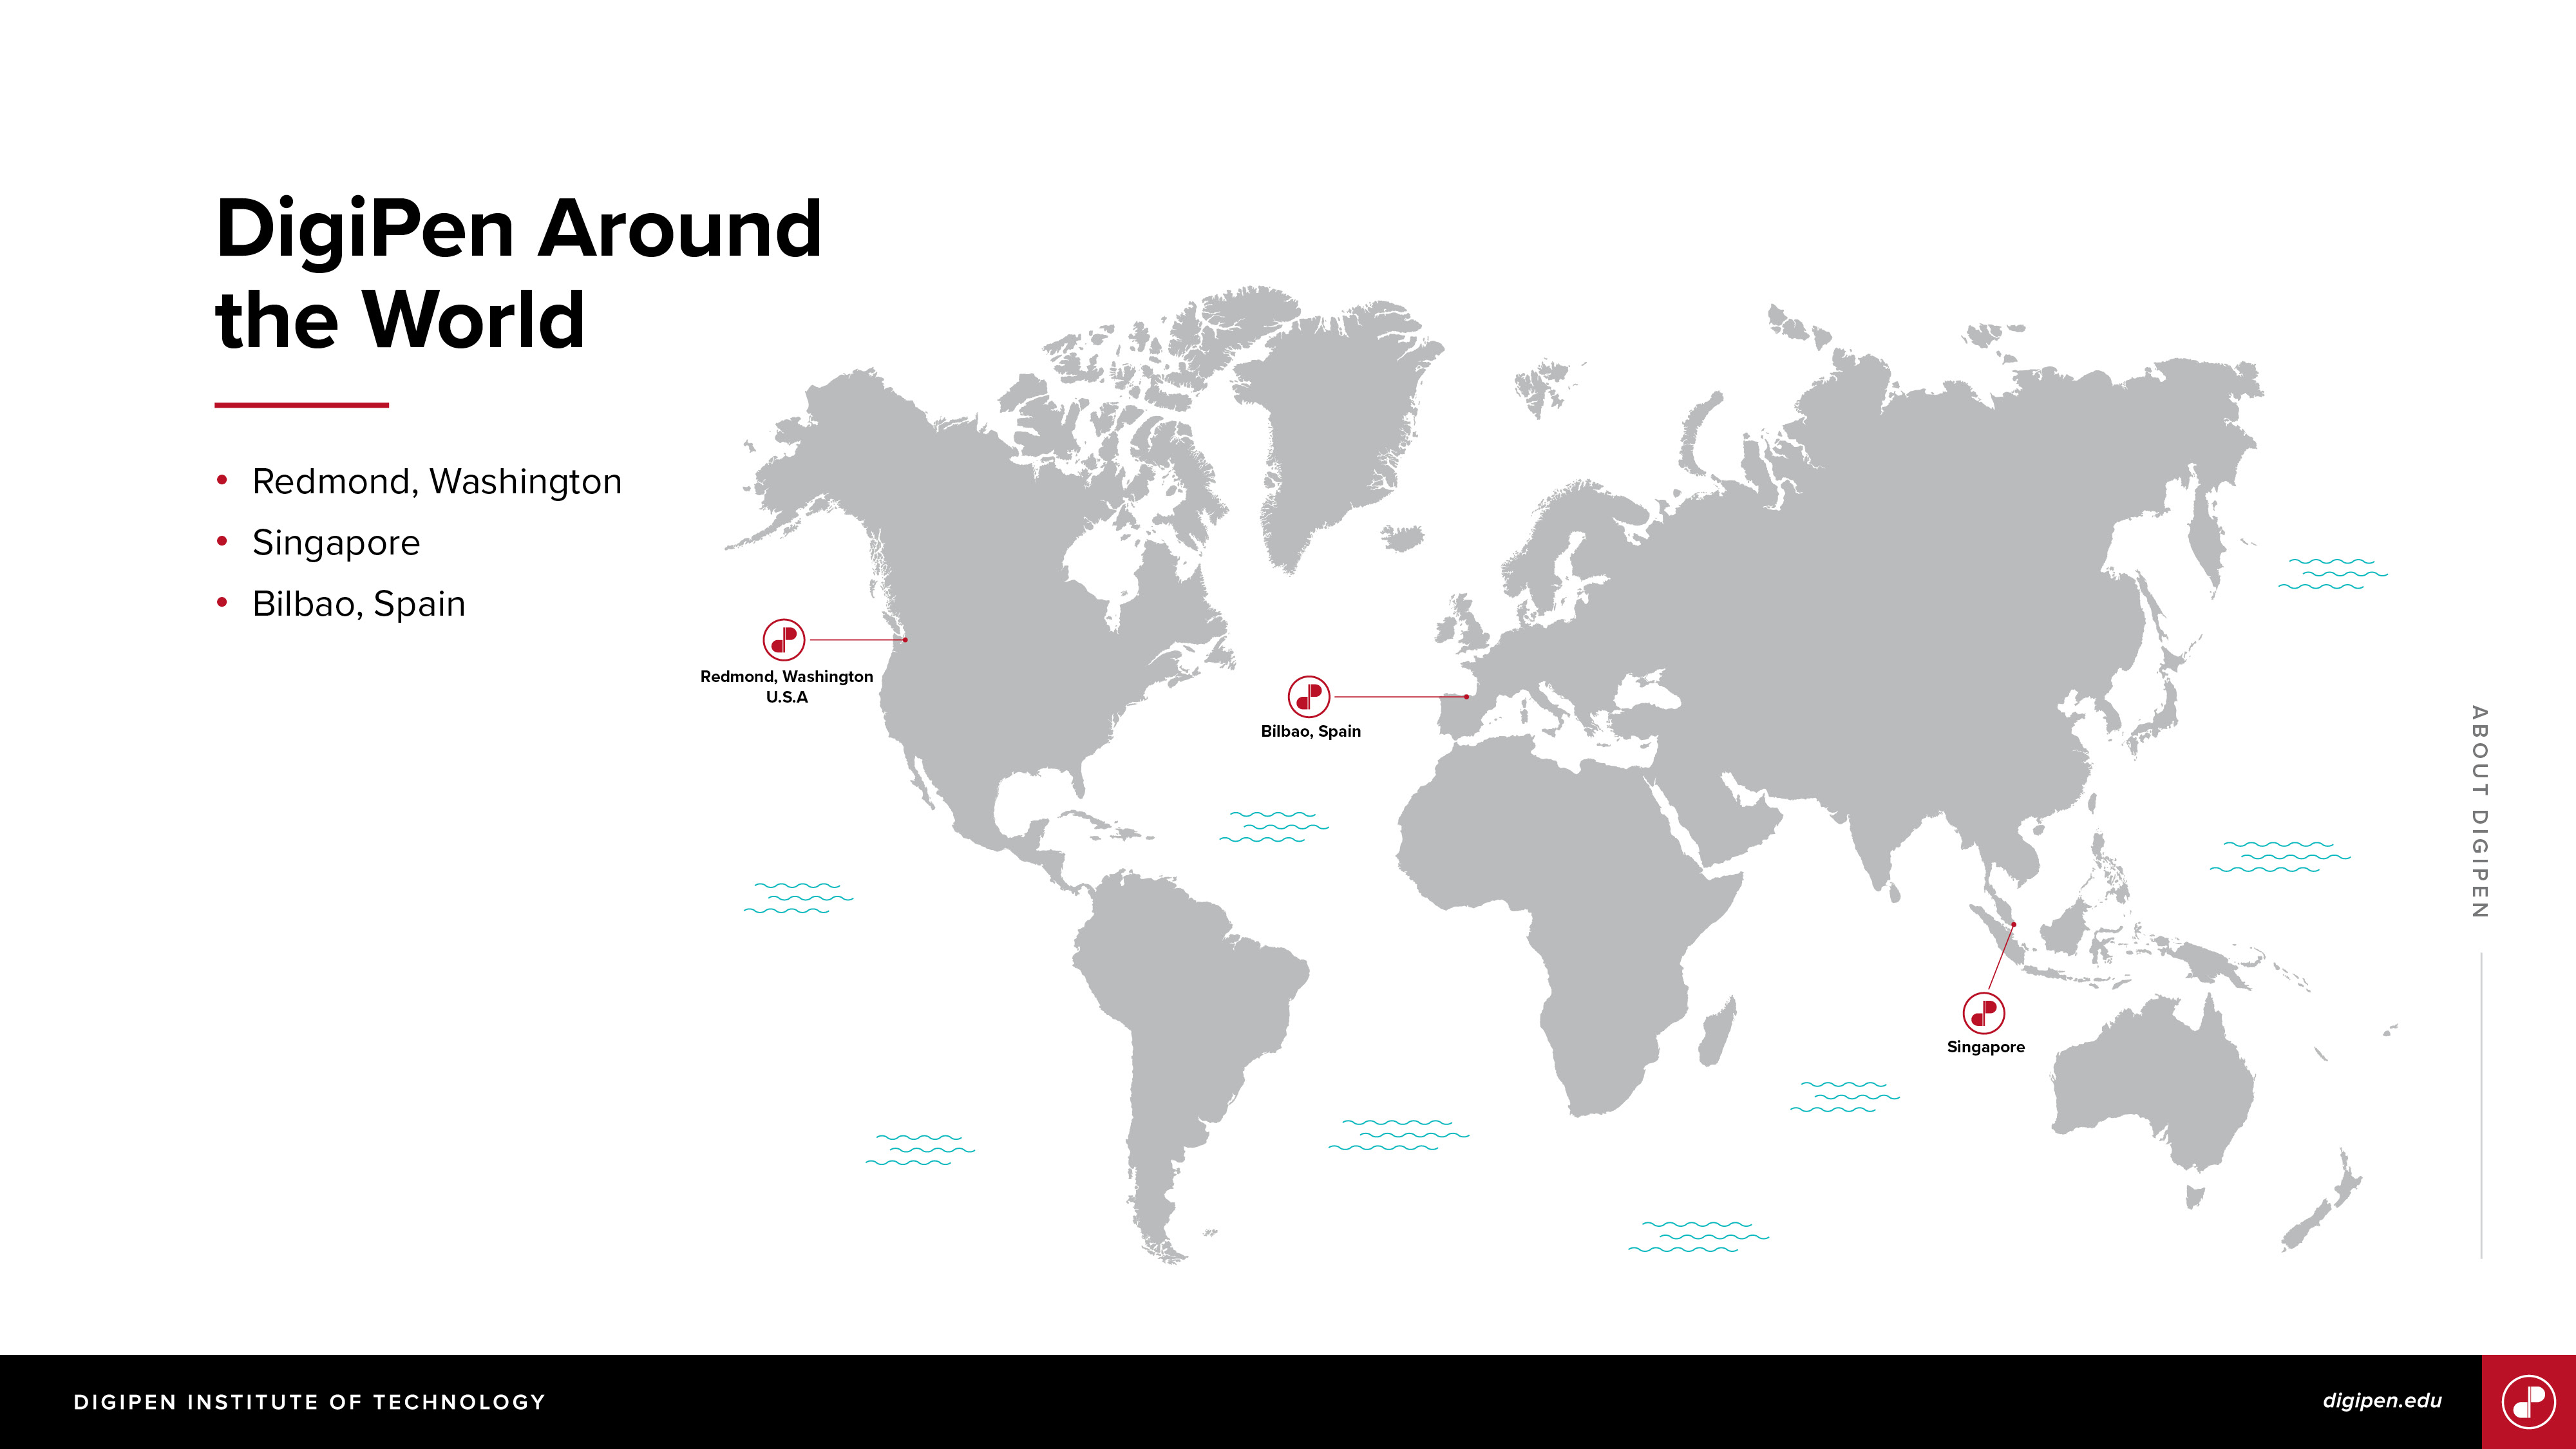 DigiPen Around
the World
• Redmond, Washington
• Singapore
• Bilbao, Spain
Redmond, Washington
U.S.A
Bilbao, Spain
Singapore
ABOUT DIGIPEN
DIGIPEN INSTITUTE OF TECHNOLOGY
digipen.edu